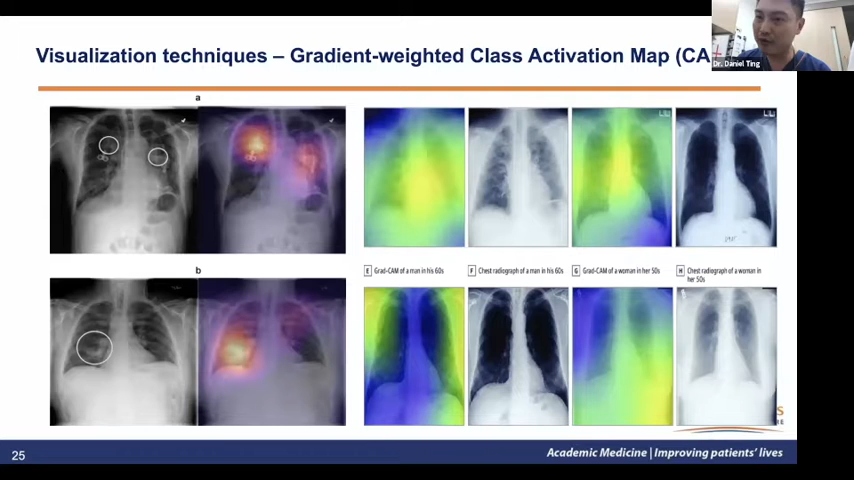 Visualization techniques – Gradient-weighted Class Activation Map (CA
Dr. Daniel Ting
a
b
E Grad-CAM of a man in his 60s
F Chest radiograph of a man in his 60s
G Grad-CAM of a woman in her 50s
H Chest radiograph of a woman in
her 50s
S
25
Academic Medicine | Improving patients' lives